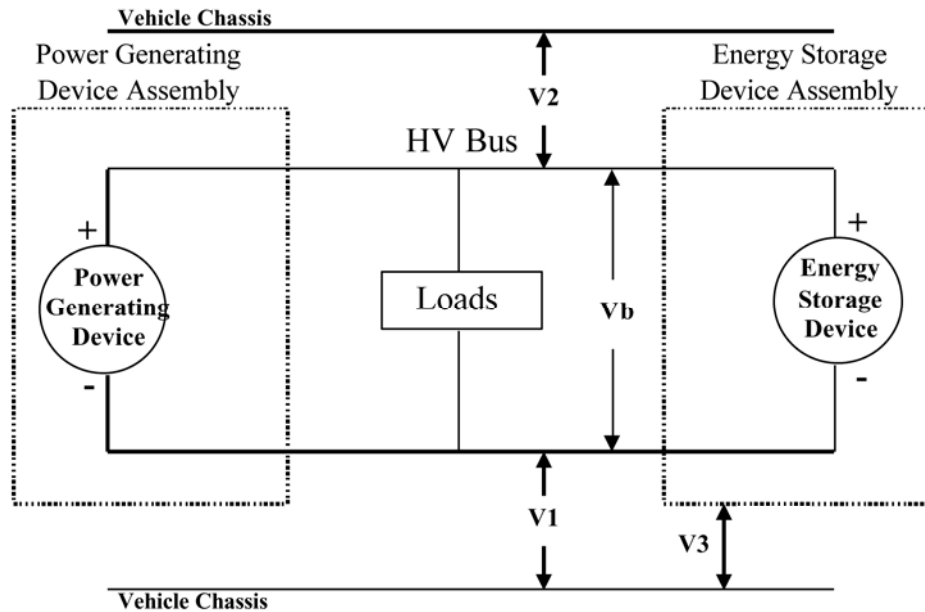 Vehicle Chassis
Power Generating
Device Assembly
Energy Storage
Device Assembly
V2
HV Bus
+
Power
Generating
Device
-
Loads
Vb
+
Energy
Storage
Device
-
V1
V3
Vehicle Chassis